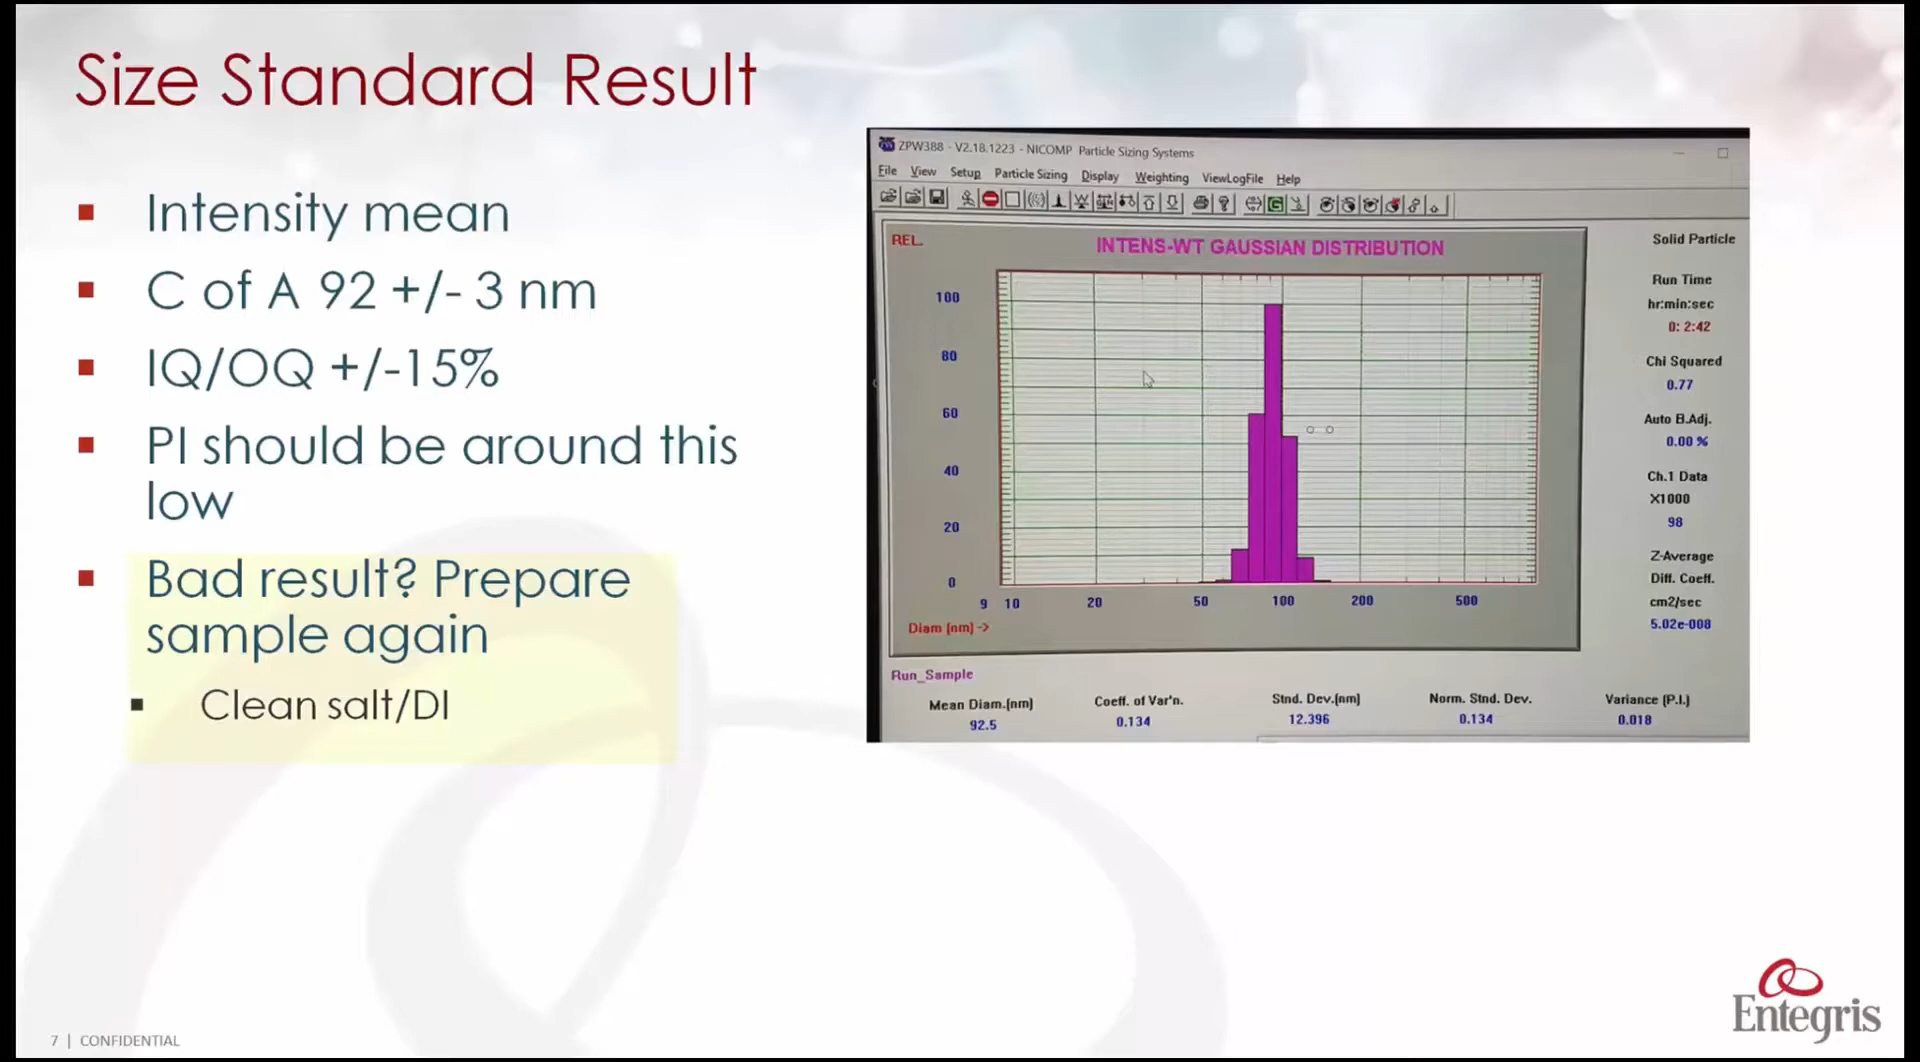 Size Standard Result
Intensity mean
C of A 92 +/- 3 nm
IQ/OQ +/-15%
PI should be around this
low
Bad result? Prepare
sample again
Clean salt/DI
ZPW388 - V2.18.1223 - NICOMP Particle Sizing Systems
File View Setup Particle Sizing Display Weighting ViewLogFile Help
REL.
INTENS-WT GAUSSIAN DISTRIBUTION
100
80
60
40
20
0
9 10 20 50 100 200 500
Diam (nm) ->
Solid Particle
Run Time
hr:min:sec
0: 2:42
Chi Squared
0.77
Auto B.Adj.
0.00 %
Ch.1 Data
X1000
98
Z-Average
Diff. Coeff.
cm2/sec
5.02e-008
Run_Sample
Mean Diam.(nm) Coeff. of Var'n. Stnd. Dev.(nm) Norm. Stnd. Dev. Variance (P.I.)
92.5 0.134 12.396 0.134 0.018
7 | CONFIDENTIAL
Entegris